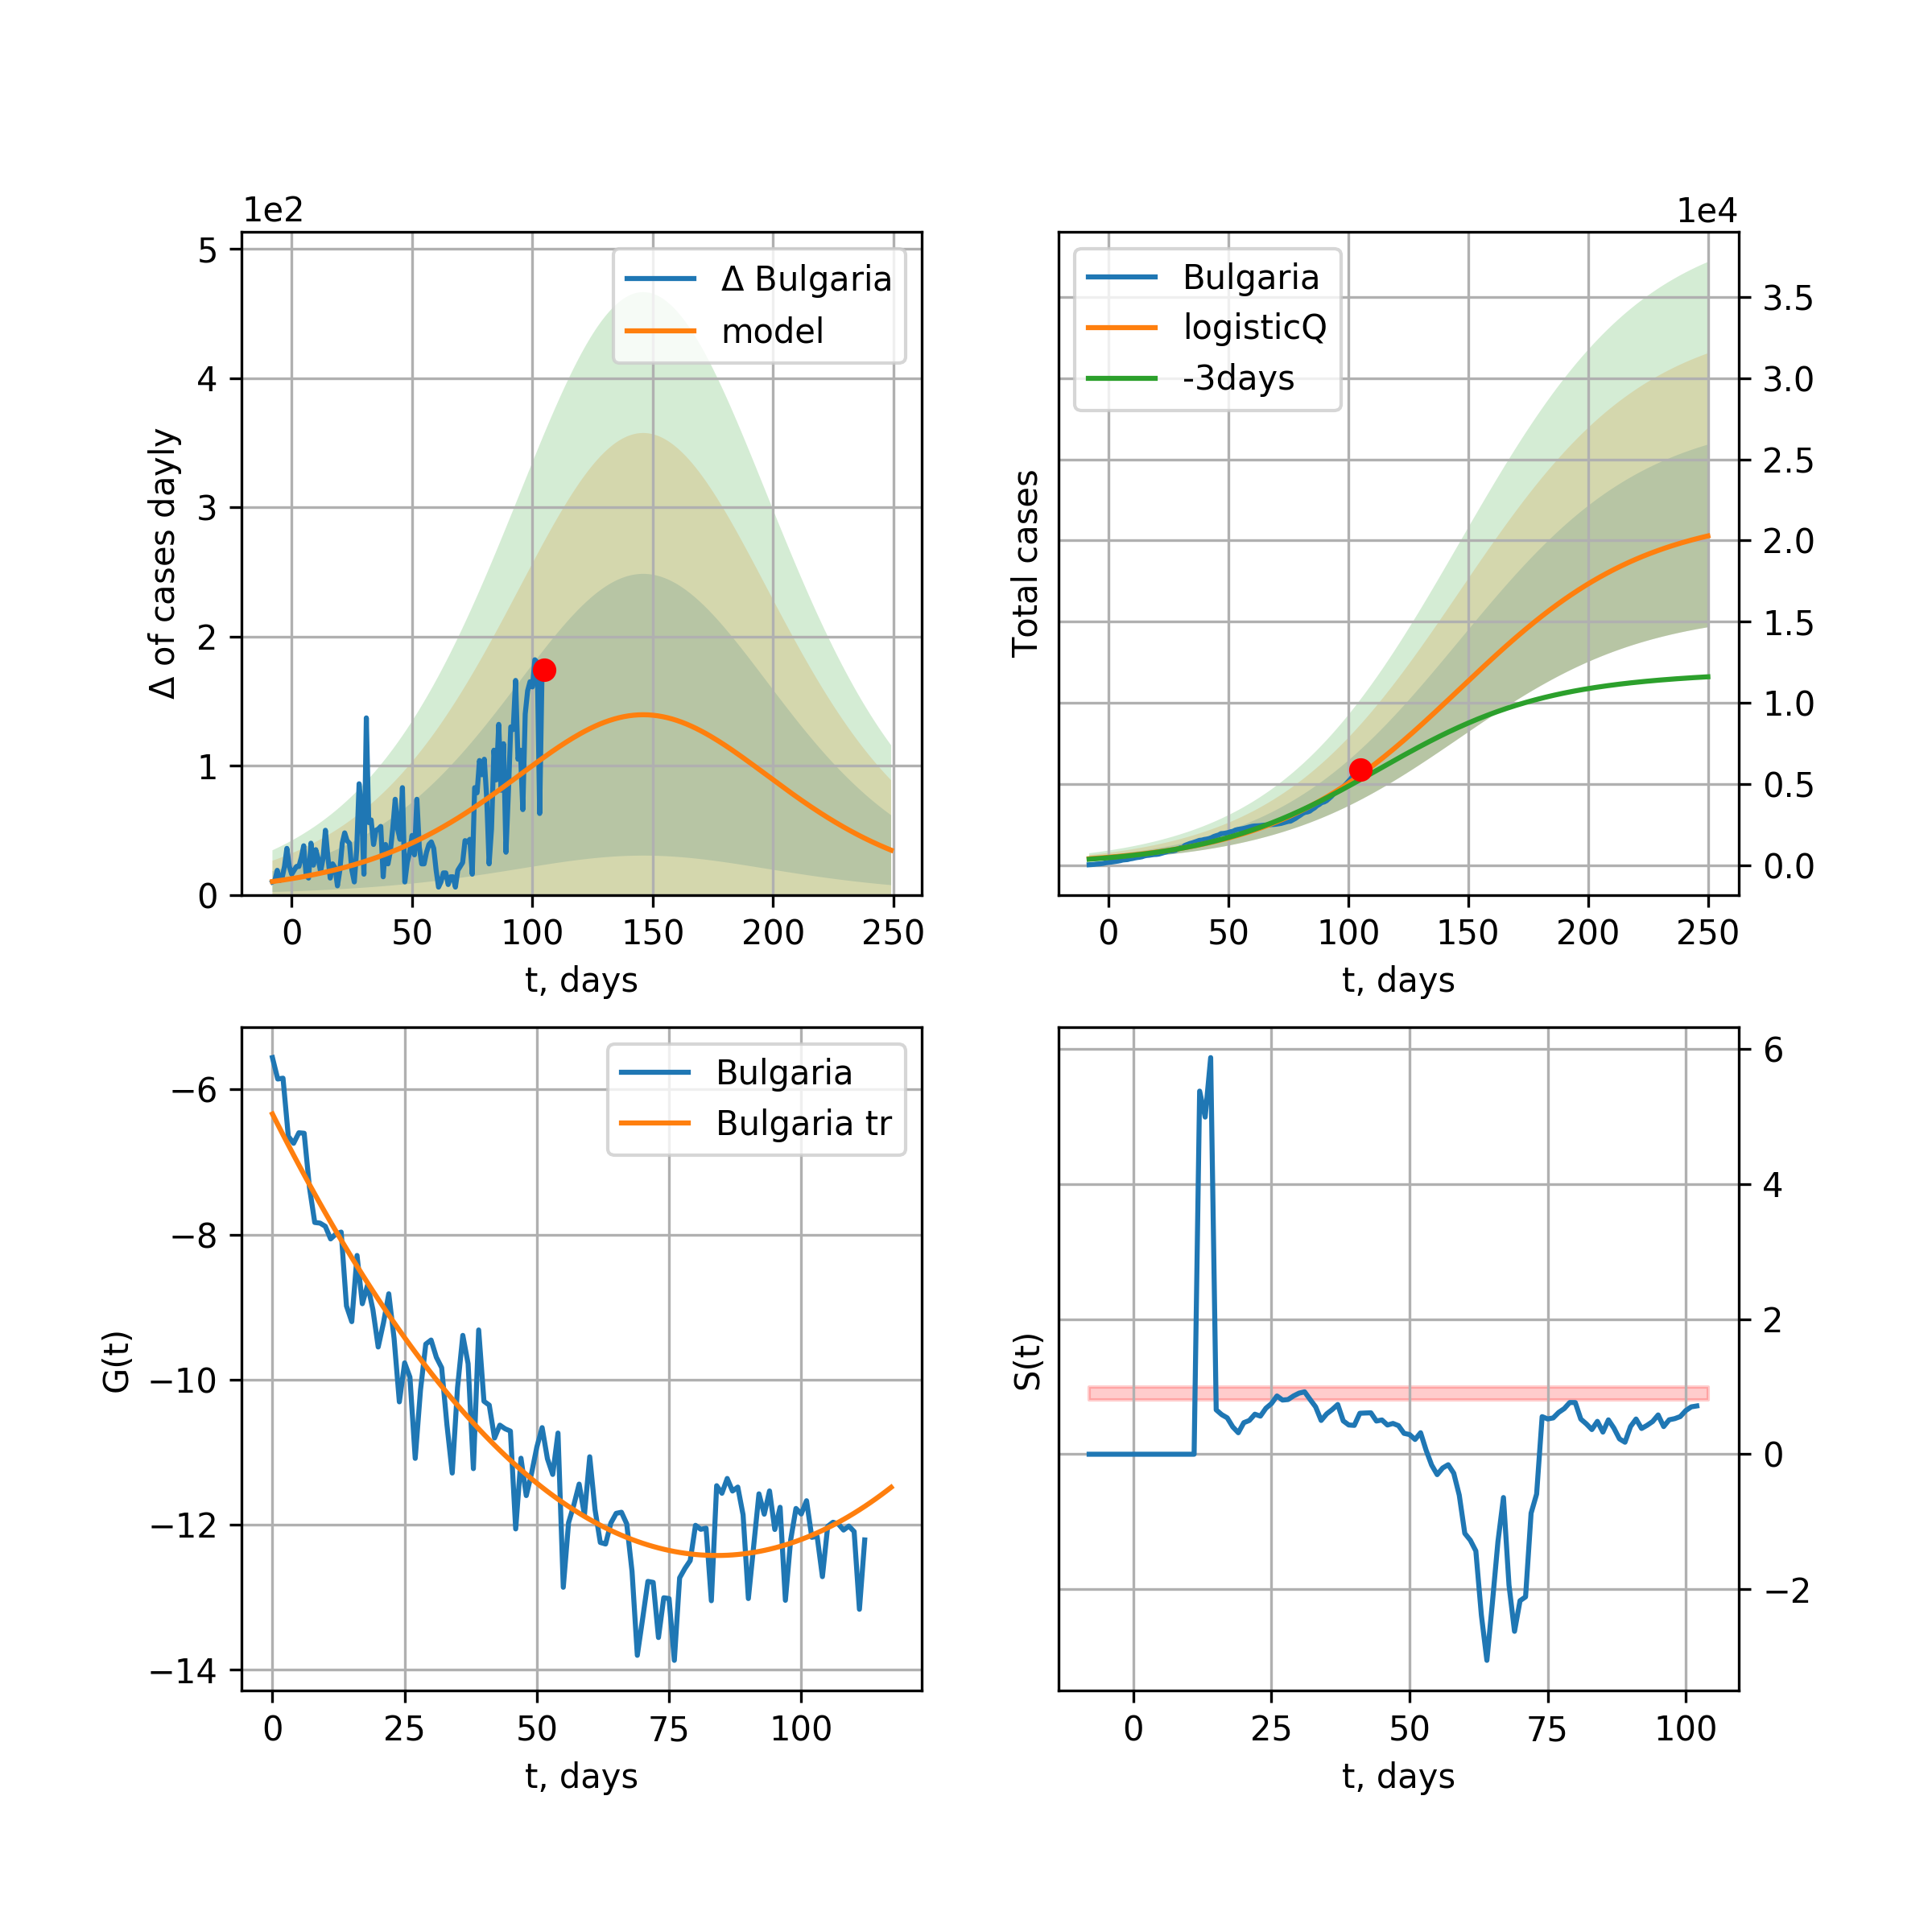 1e2
5
4
3
2
1
0
Δ of cases dayly
Δ Bulgaria
model
0 50 100 150 200 250
t, days
1e4
Total cases
Bulgaria
logisticQ
-3days
3.5
3.0
2.5
2.0
1.5
1.0
0.5
0.0
0 50 100 150 200 250
t, days
−6
−8
−10
−12
−14
G(t)
Bulgaria
Bulgaria tr
0 25 50 75 100
t, days
S(t)
6
4
2
0
−2
0 25 50 75 100
t, days